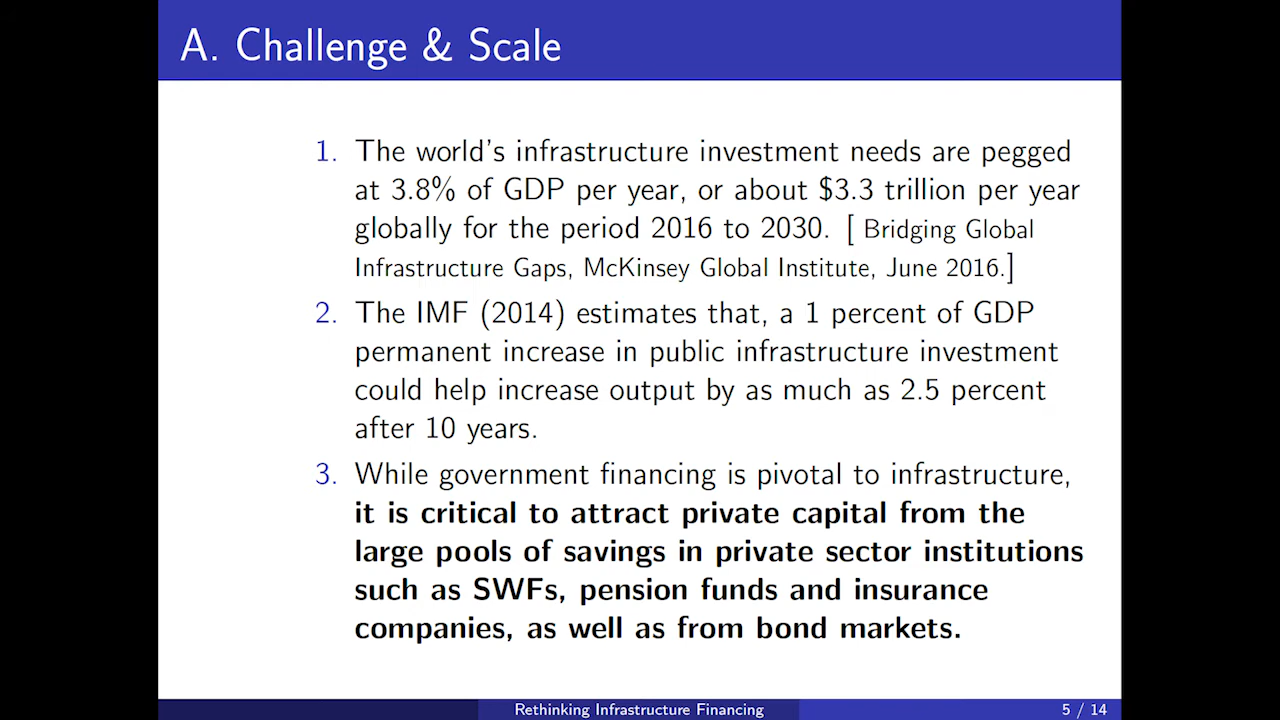 A. Challenge & Scale
1. The world's infrastructure investment needs are pegged
at 3.8% of GDP per year, or about $3.3 trillion per year
globally for the period 2016 to 2030. [ Bridging Global
Infrastructure Gaps, McKinsey Global Institute, June 2016.]
2. The IMF (2014) estimates that, a 1 percent of GDP
permanent increase in public infrastructure investment
could help increase output by as much as 2.5 percent
after 10 years.
3. While government financing is pivotal to infrastructure,
it is critical to attract private capital from the
large pools of savings in private sector institutions
such as SWFs, pension funds and insurance
companies, as well as from bond markets.
Rethinking Infrastructure Financing 5 / 14